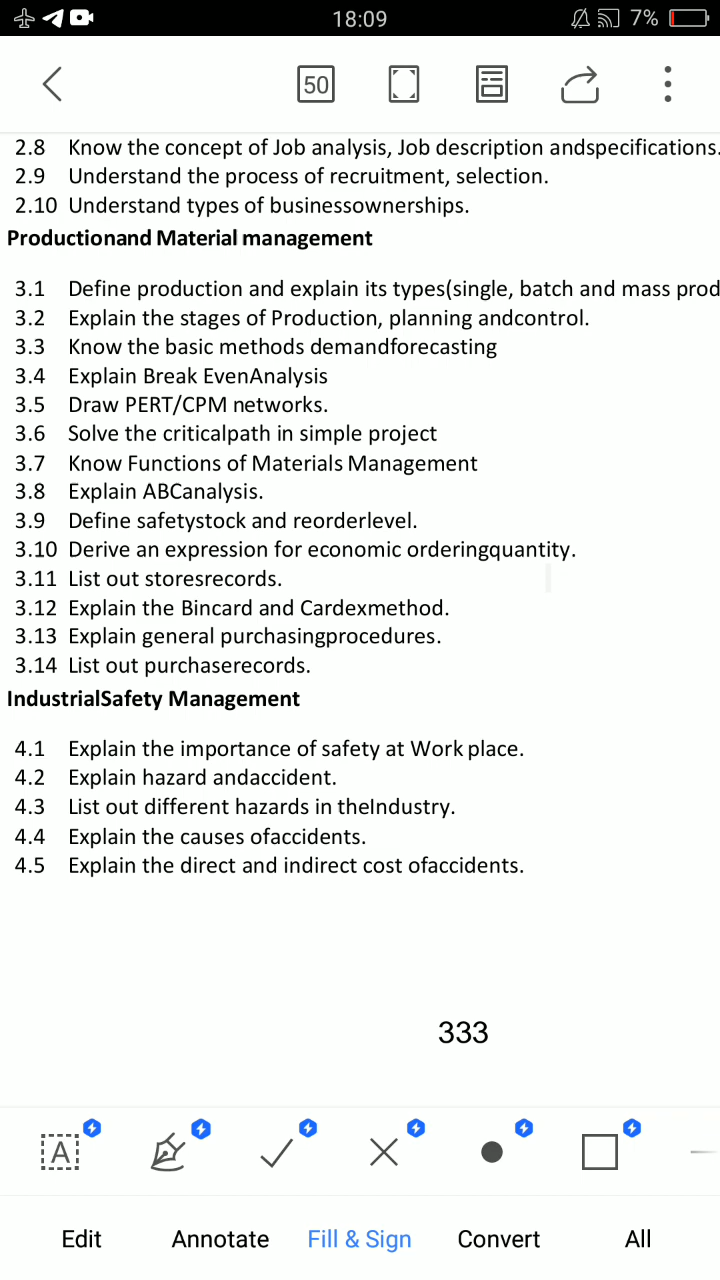 18:09
7%
50
2.8 Know the concept of Job analysis, Job description andspecifications.
2.9 Understand the process of recruitment, selection.
2.10 Understand types of businessownerships.
Productionand Material management
3.1 Define production and explain its types(single, batch and mass prod
3.2 Explain the stages of Production, planning andcontrol.
3.3 Know the basic methods demandforecasting
3.4 Explain Break EvenAnalysis
3.5 Draw PERT/CPM networks.
3.6 Solve the criticalpath in simple project
3.7 Know Functions of Materials Management
3.8 Explain ABCanalysis.
3.9 Define safetystock and reorderlevel.
3.10 Derive an expression for economic orderingquantity.
3.11 List out storesrecords.
3.12 Explain the Bincard and Cardexmethod.
3.13 Explain general purchasingprocedures.
3.14 List out purchaserecords.
IndustrialSafety Management
4.1 Explain the importance of safety at Work place.
4.2 Explain hazard andaccident.
4.3 List out different hazards in theIndustry.
4.4 Explain the causes ofaccidents.
4.5 Explain the direct and indirect cost ofaccidents.
333
A
Edit Annotate Fill & Sign Convert All